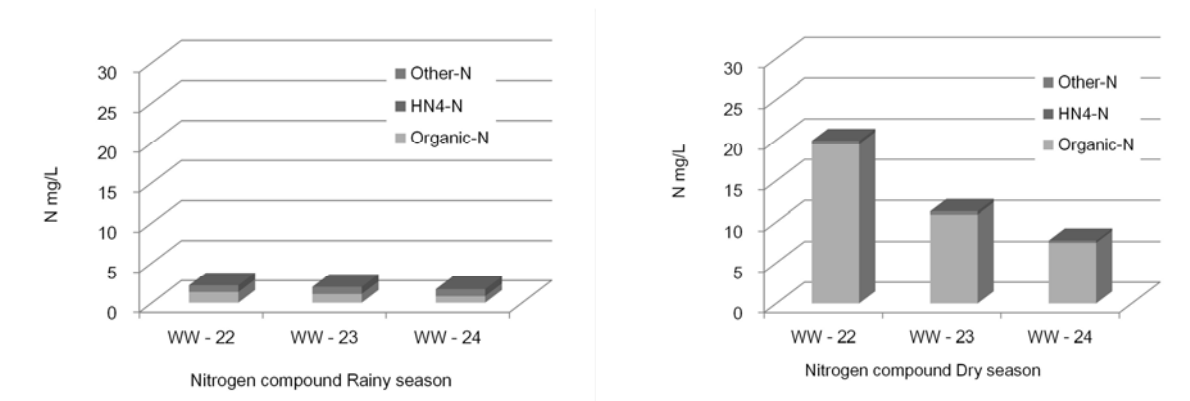 30
25
20
15
10
5
0
N mg/L
Other-N
HN4-N
Organic-N
WW - 22
WW - 23
WW - 24
Nitrogen compound Rainy season
30
25
20
15
10
5
0
N mg/L
Other-N
HN4-N
Organic-N
WW - 22
WW - 23
WW - 24
Nitrogen compound Dry season